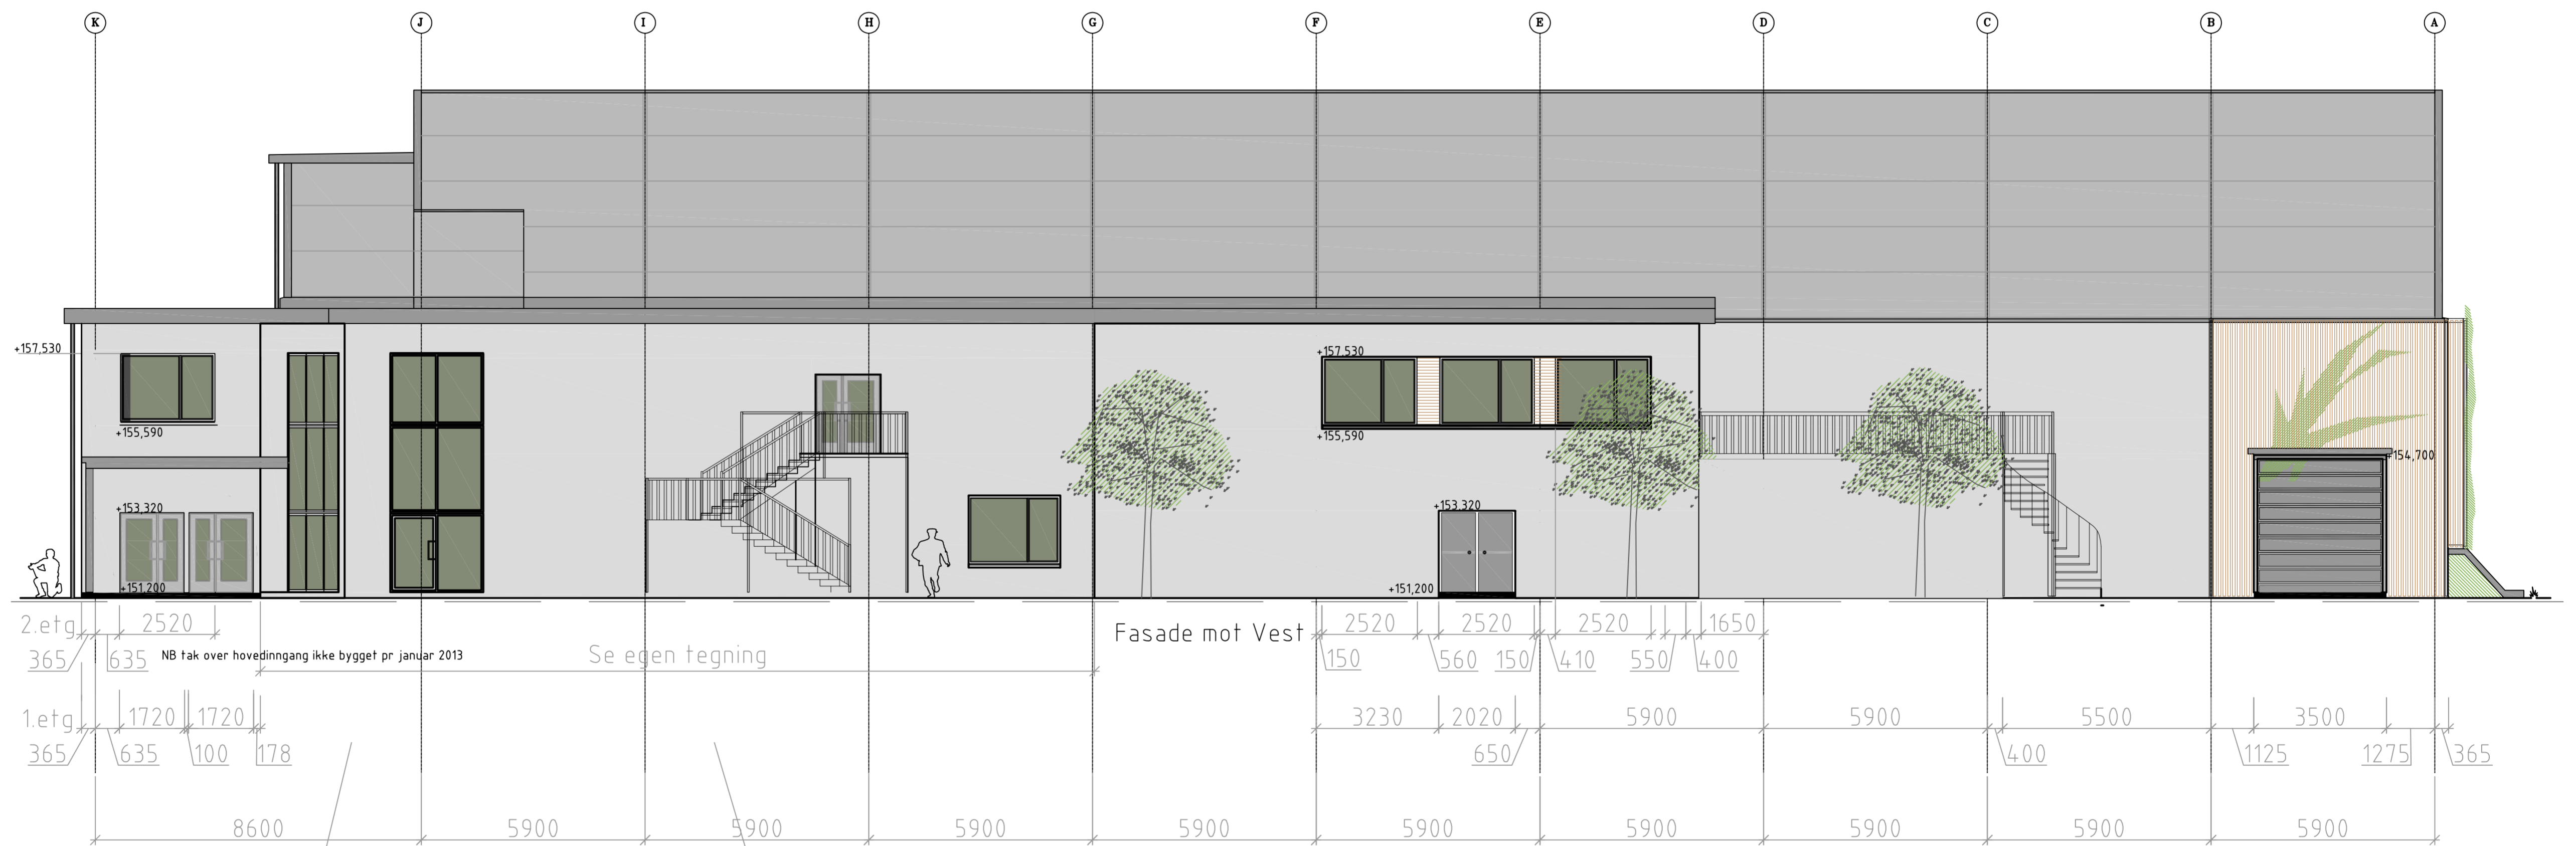 K J I H G F E D C B A
+157,530
+157.530
+155,590
+155,590
+154,700
+153,320
+153.320
+151,200
+151,200
2.etg 2520
Fasade mot Vest
2520 2520 2520 1650
365 635 NB tak over hovedinngang ikke bygget pr januar 2013
Se egen tegning
150 560 150 410 550 400
1.etg 1720 1720 3230 2020 5900 5900 5500 3500
365 635 100 178 650 400 1125 1275 365
8600 5900 5900 5900 5900 5900 5900 5900 5900 5900